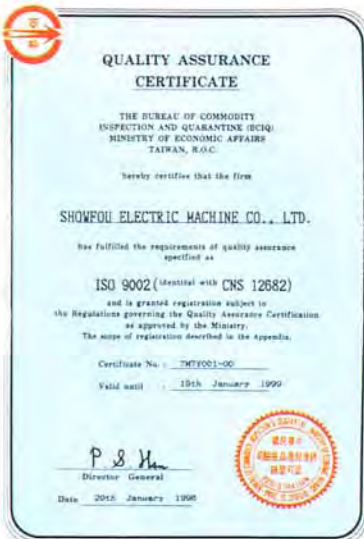 QUALITY ASSURANCE
CERTIFICATE
THE BUREAU OF COMMODITY
INSPECTION AND QUARANTINE (BCIQ)
MINISTRY OF ECONOMIC AFFAIRS
TAIWAN, R.O.C.
hereby certifies that the firm
SHOWFOU ELECTRIC MACHINE CO., LTD.
has fulfilled the requirements of quality assurance
specified as
ISO 9002 (identical with CNS 12682)
and is granted registration subject to
the Regulations governing the Quality Assurance Certification
as approved by the Ministry.
The scope of registration described in the Appendix.
Certificate No. : 7M7Y001-00
Valid until : 19th January 1999
Director General
Date 20th January 1996